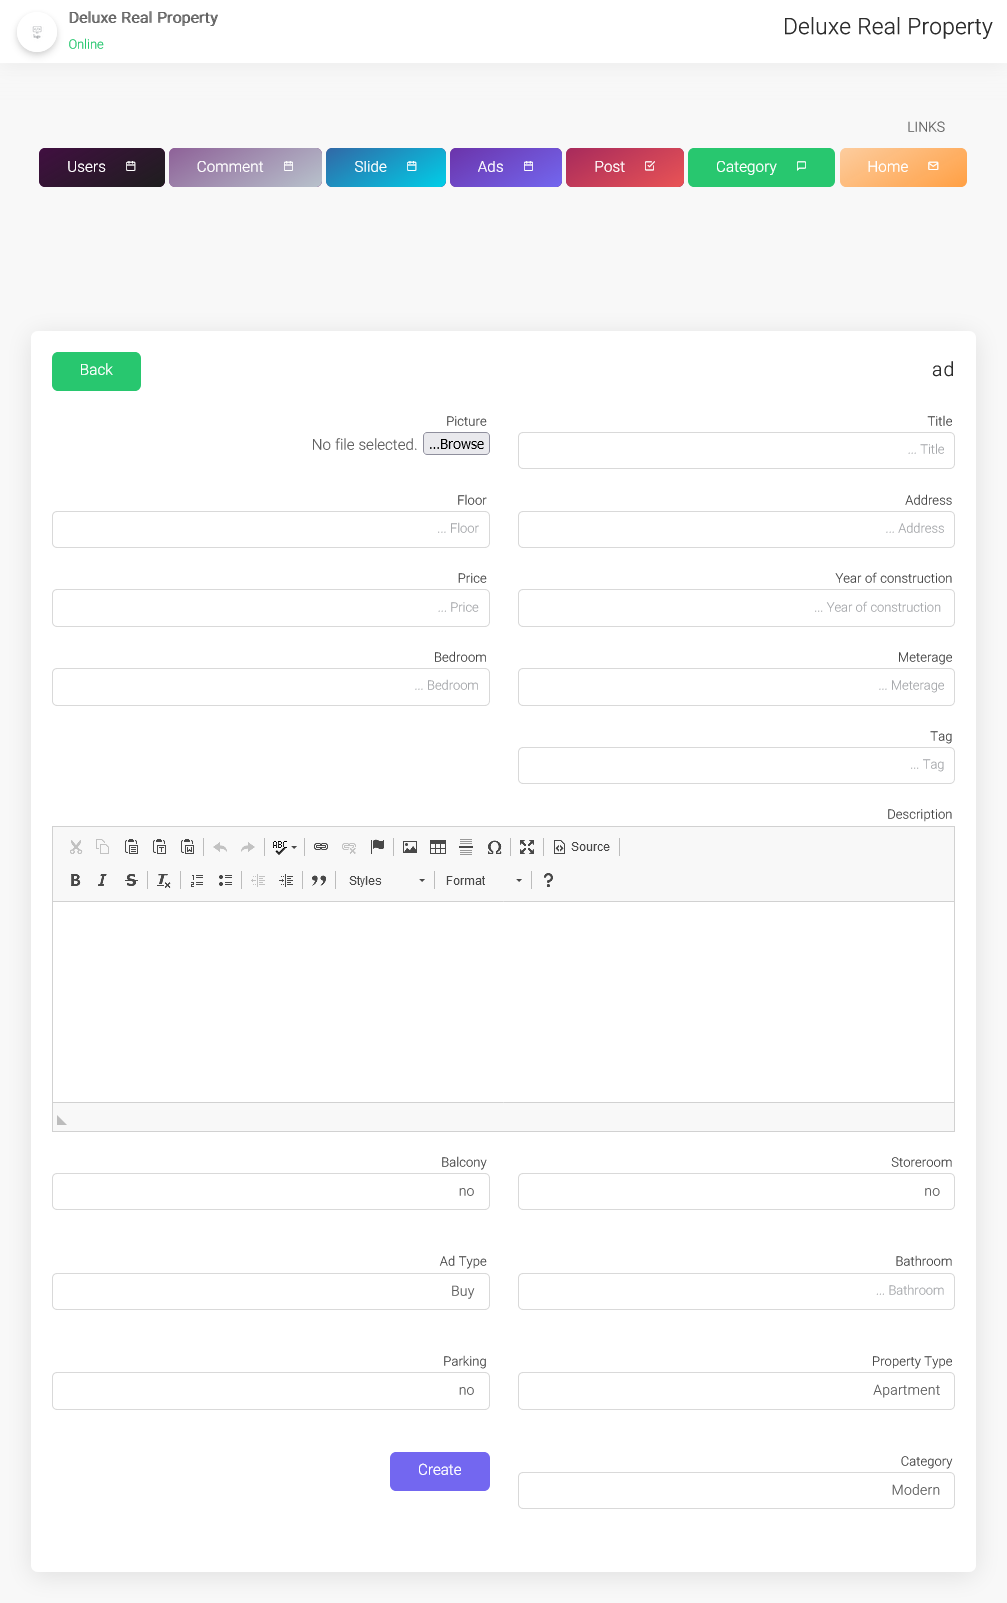 Deluxe Real Property
Online
Deluxe Real Property
LINKS
Users
Comment
Slide
Ads
Post
Category
Home
Back
ad
Picture
No file selected. ...Browse
Title
... Title
Floor
... Floor
Address
... Address
Price
... Price
Year of construction
... Year of construction
Bedroom
... Bedroom
Meterage
... Meterage
Tag
... Tag
Description
ABC
Source
B I S Tx Styles Format ?
Balcony
no
Storeroom
no
Ad Type
Buy
Bathroom
... Bathroom
Parking
no
Property Type
Apartment
Create
Category
Modern